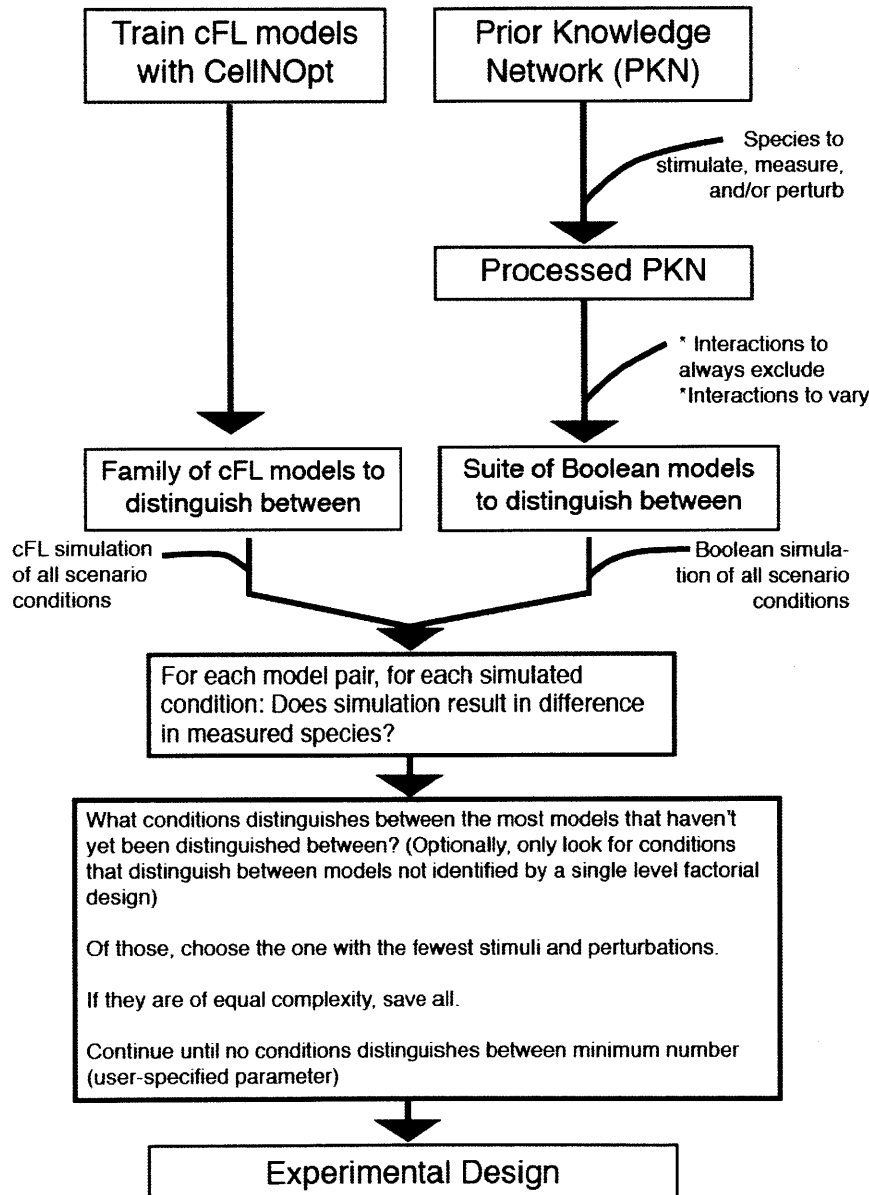 Train cFL models
with CellNOpt
Prior Knowledge
Network (PKN)
Species to
stimulate, measure,
and/or perturb
Processed PKN
* Interactions to
always exclude
*Interactions to vary
Family of cFL models to
distinguish between
Suite of Boolean models
to distinguish between
cFL simulation
of all scenario
conditions
Boolean simula-
tion of all scenario
conditions
For each model pair, for each simulated
condition: Does simulation result in difference
in measured species?
What conditions distinguishes between the most models that haven't
yet been distinguished between? (Optionally, only look for conditions
that distinguish between models not identified by a single level factorial
design)
Of those, choose the one with the fewest stimuli and perturbations.
If they are of equal complexity, save all.
Continue until no conditions distinguishes between minimum number
(user-specified parameter)
Experimental Design